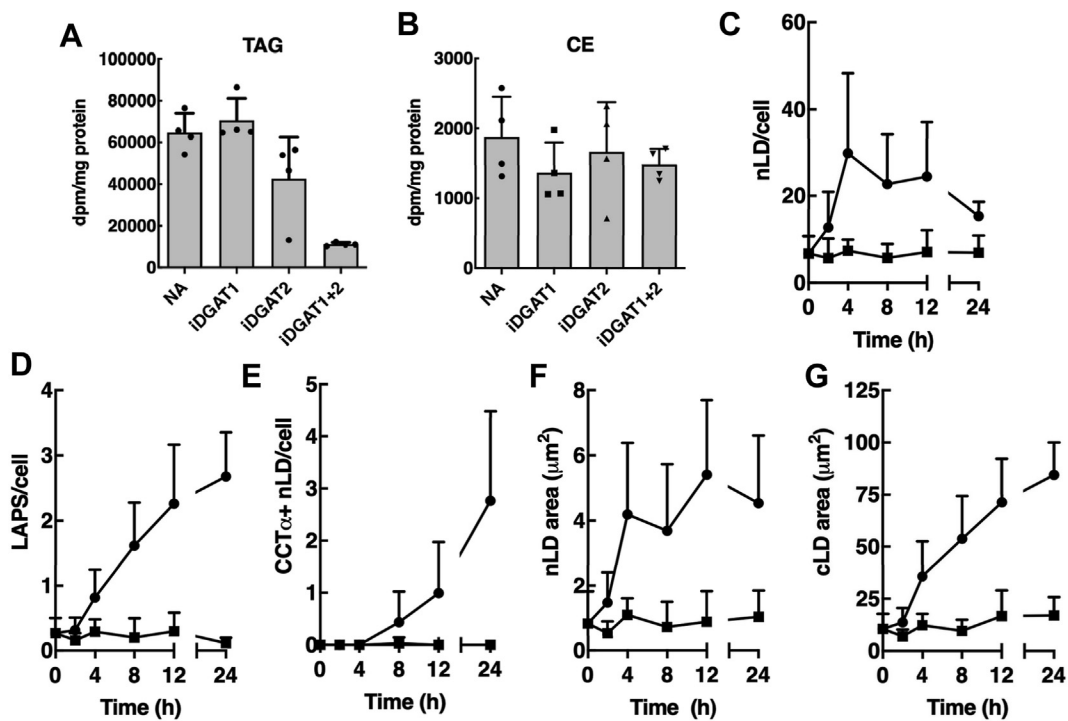 A
TAG
dpm/mg protein
100000
80000
60000
40000
20000
0
NA
iDGAT1
iDGAT2
iDGAT1+2
B
CE
dpm/mg protein
3000
2000
1000
0
NA
iDGAT1
iDGAT2
iDGAT1+2
C
nLD/cell
60
40
20
0
0 4 8 12 24
Time (h)
D
LAPS/cell
4
3
2
1
0
0 4 8 12 24
Time (h)
E
CCTα+ nLD/cell
5
4
3
2
1
0
0 4 8 12 24
Time (h)
F
nLD area (μm²)
8
6
4
2
0
0 4 8 12 24
Time (h)
G
cLD area (μm²)
125
100
75
50
25
0
0 4 8 12 24
Time (h)